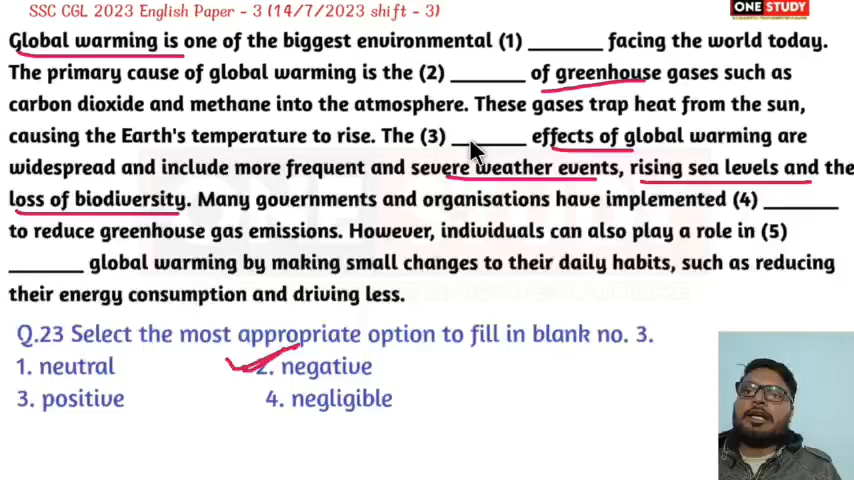 SSC CGL 2023 English Paper - 3 (14/7/2023 shift - 3)
ONE STUDY
Global warming is one of the biggest environmental (1) _______ facing the world today.
The primary cause of global warming is the (2) _______ of greenhouse gases such as
carbon dioxide and methane into the atmosphere. These gases trap heat from the sun,
causing the Earth's temperature to rise. The (3) _______ effects of global warming are
widespread and include more frequent and severe weather events, rising sea levels and the
loss of biodiversity. Many governments and organisations have implemented (4) _______
to reduce greenhouse gas emissions. However, individuals can also play a role in (5)
_______ global warming by making small changes to their daily habits, such as reducing
their energy consumption and driving less.
Q.23 Select the most appropriate option to fill in blank no. 3.
1. neutral 2. negative
3. positive 4. negligible